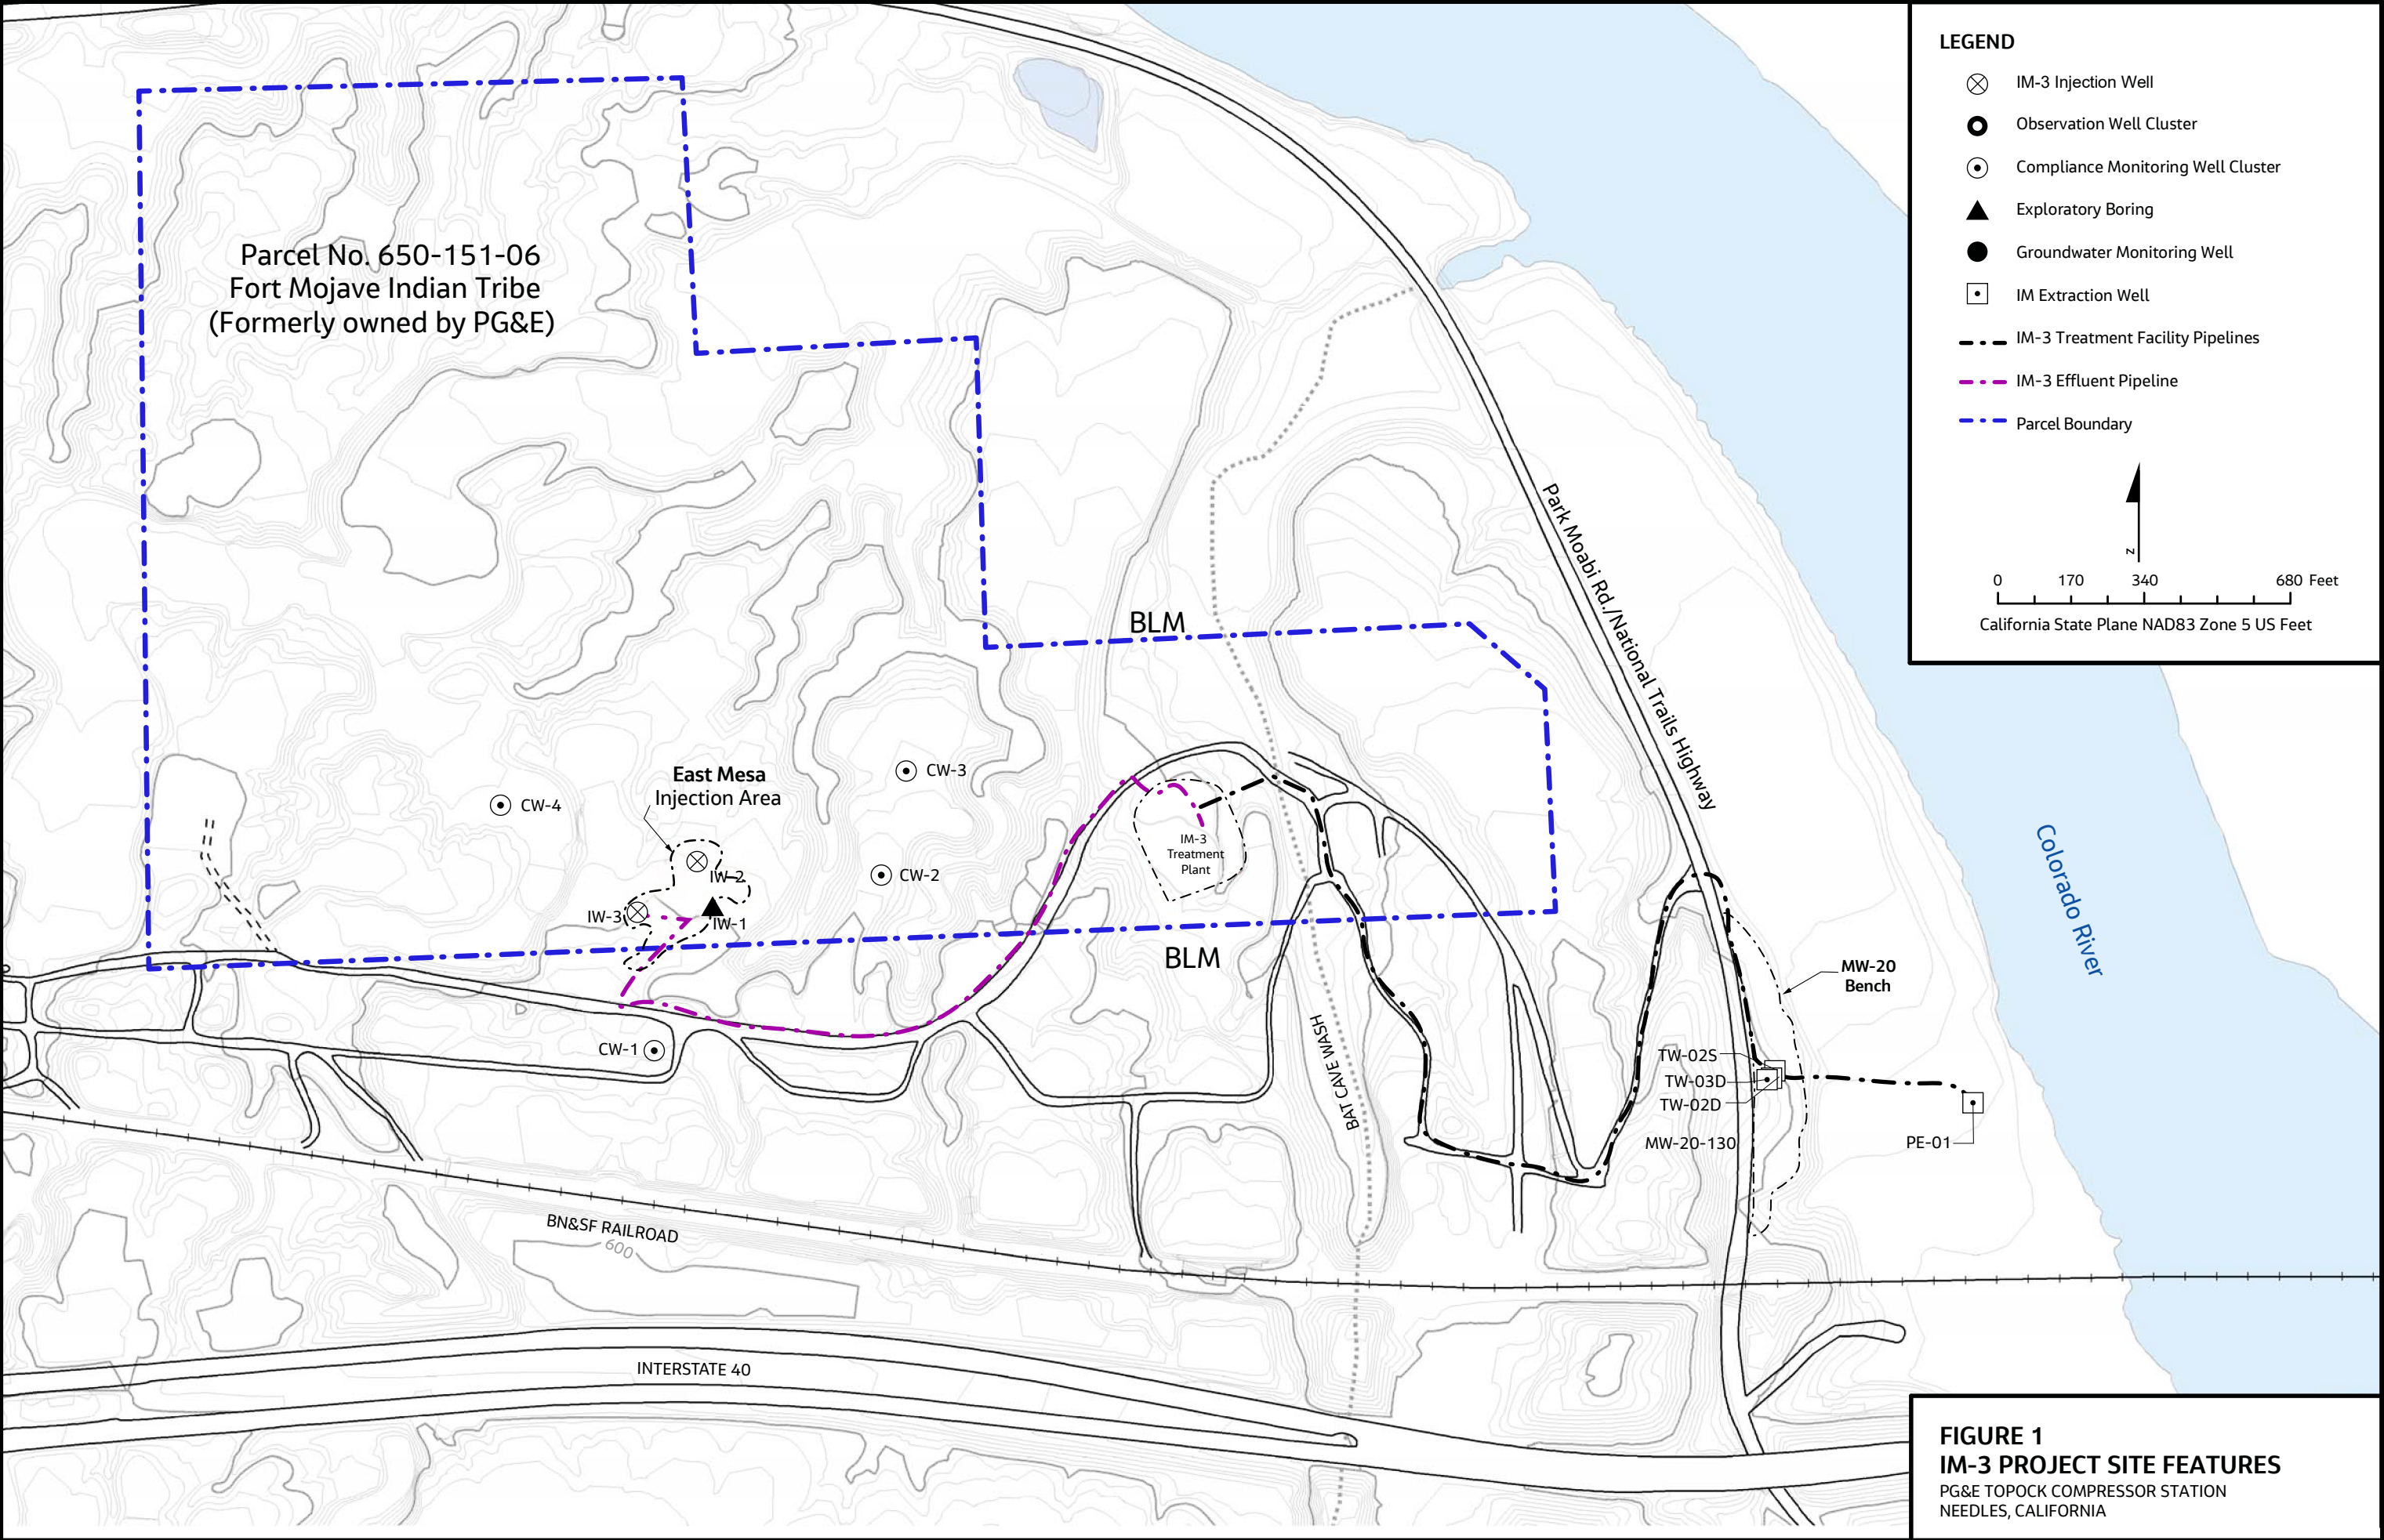 LEGEND
IM-3 Injection Well
Observation Well Cluster
Compliance Monitoring Well Cluster
Exploratory Boring
Groundwater Monitoring Well
IM Extraction Well
IM-3 Treatment Facility Pipelines
IM-3 Effluent Pipeline
Parcel Boundary
N
0 170 340 680 Feet
California State Plane NAD83 Zone 5 US Feet
Parcel No. 650-151-06
Fort Mojave Indian Tribe
(Formerly owned by PG&E)
Park Moabi Rd./National Trails Highway
BLM
East Mesa
Injection Area
CW-3
CW-4
CW-2
IW-2
IW-3
IW-1
IM-3
Treatment
Plant
BLM
Colorado River
MW-20
Bench
CW-1
BAT CAVE WASH
TW-02S
TW-03D
TW-02D
MW-20-130
PE-01
BN&SF RAILROAD
600
INTERSTATE 40
FIGURE 1
IM-3 PROJECT SITE FEATURES
PG&E TOPOCK COMPRESSOR STATION
NEEDLES, CALIFORNIA